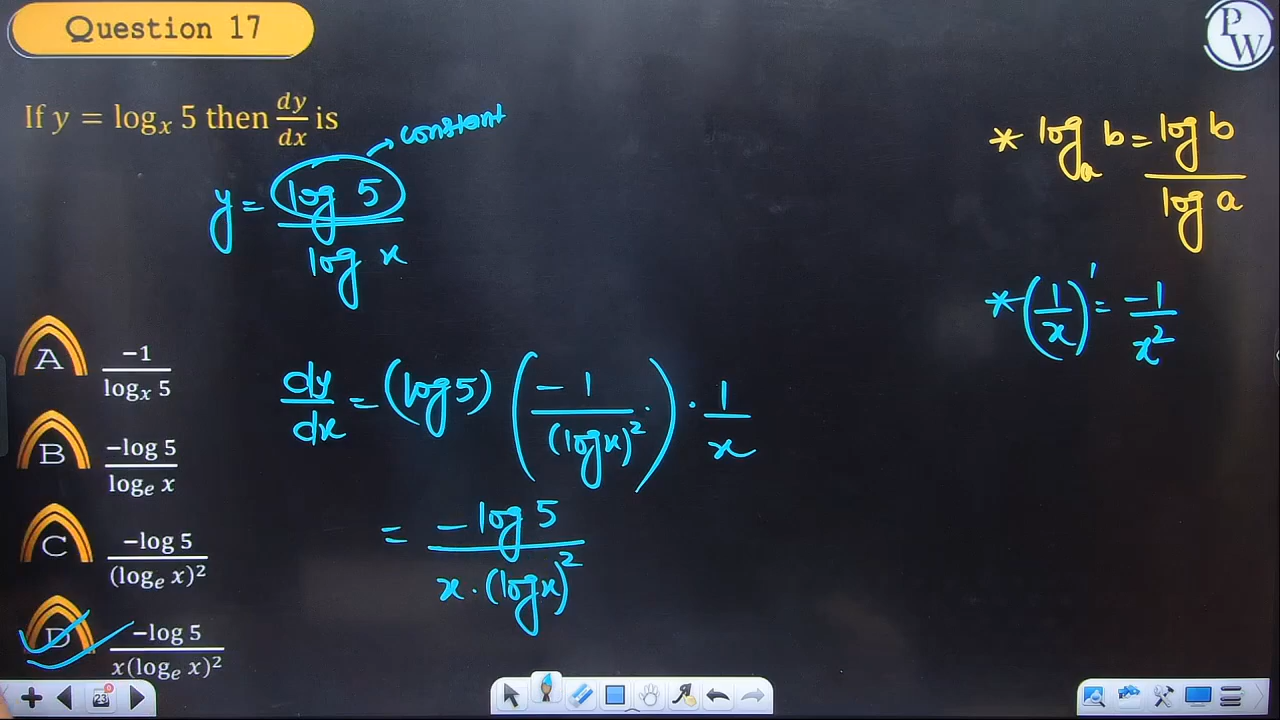 Question 17
PW
If y = logₓ 5 then dy/dx is
constant
y = log 5 / log x
* logₐ b = log b / log a
* (1/x)' = -1/x²
A -1/logₓ 5
B -log 5/logₑ x
C -log 5/(logₑ x)²
D -log 5/x(logₑ x)²
dy/dx = (log 5) (-1/(log x)²) · 1/x
= -log 5 / x · (log x)²
23